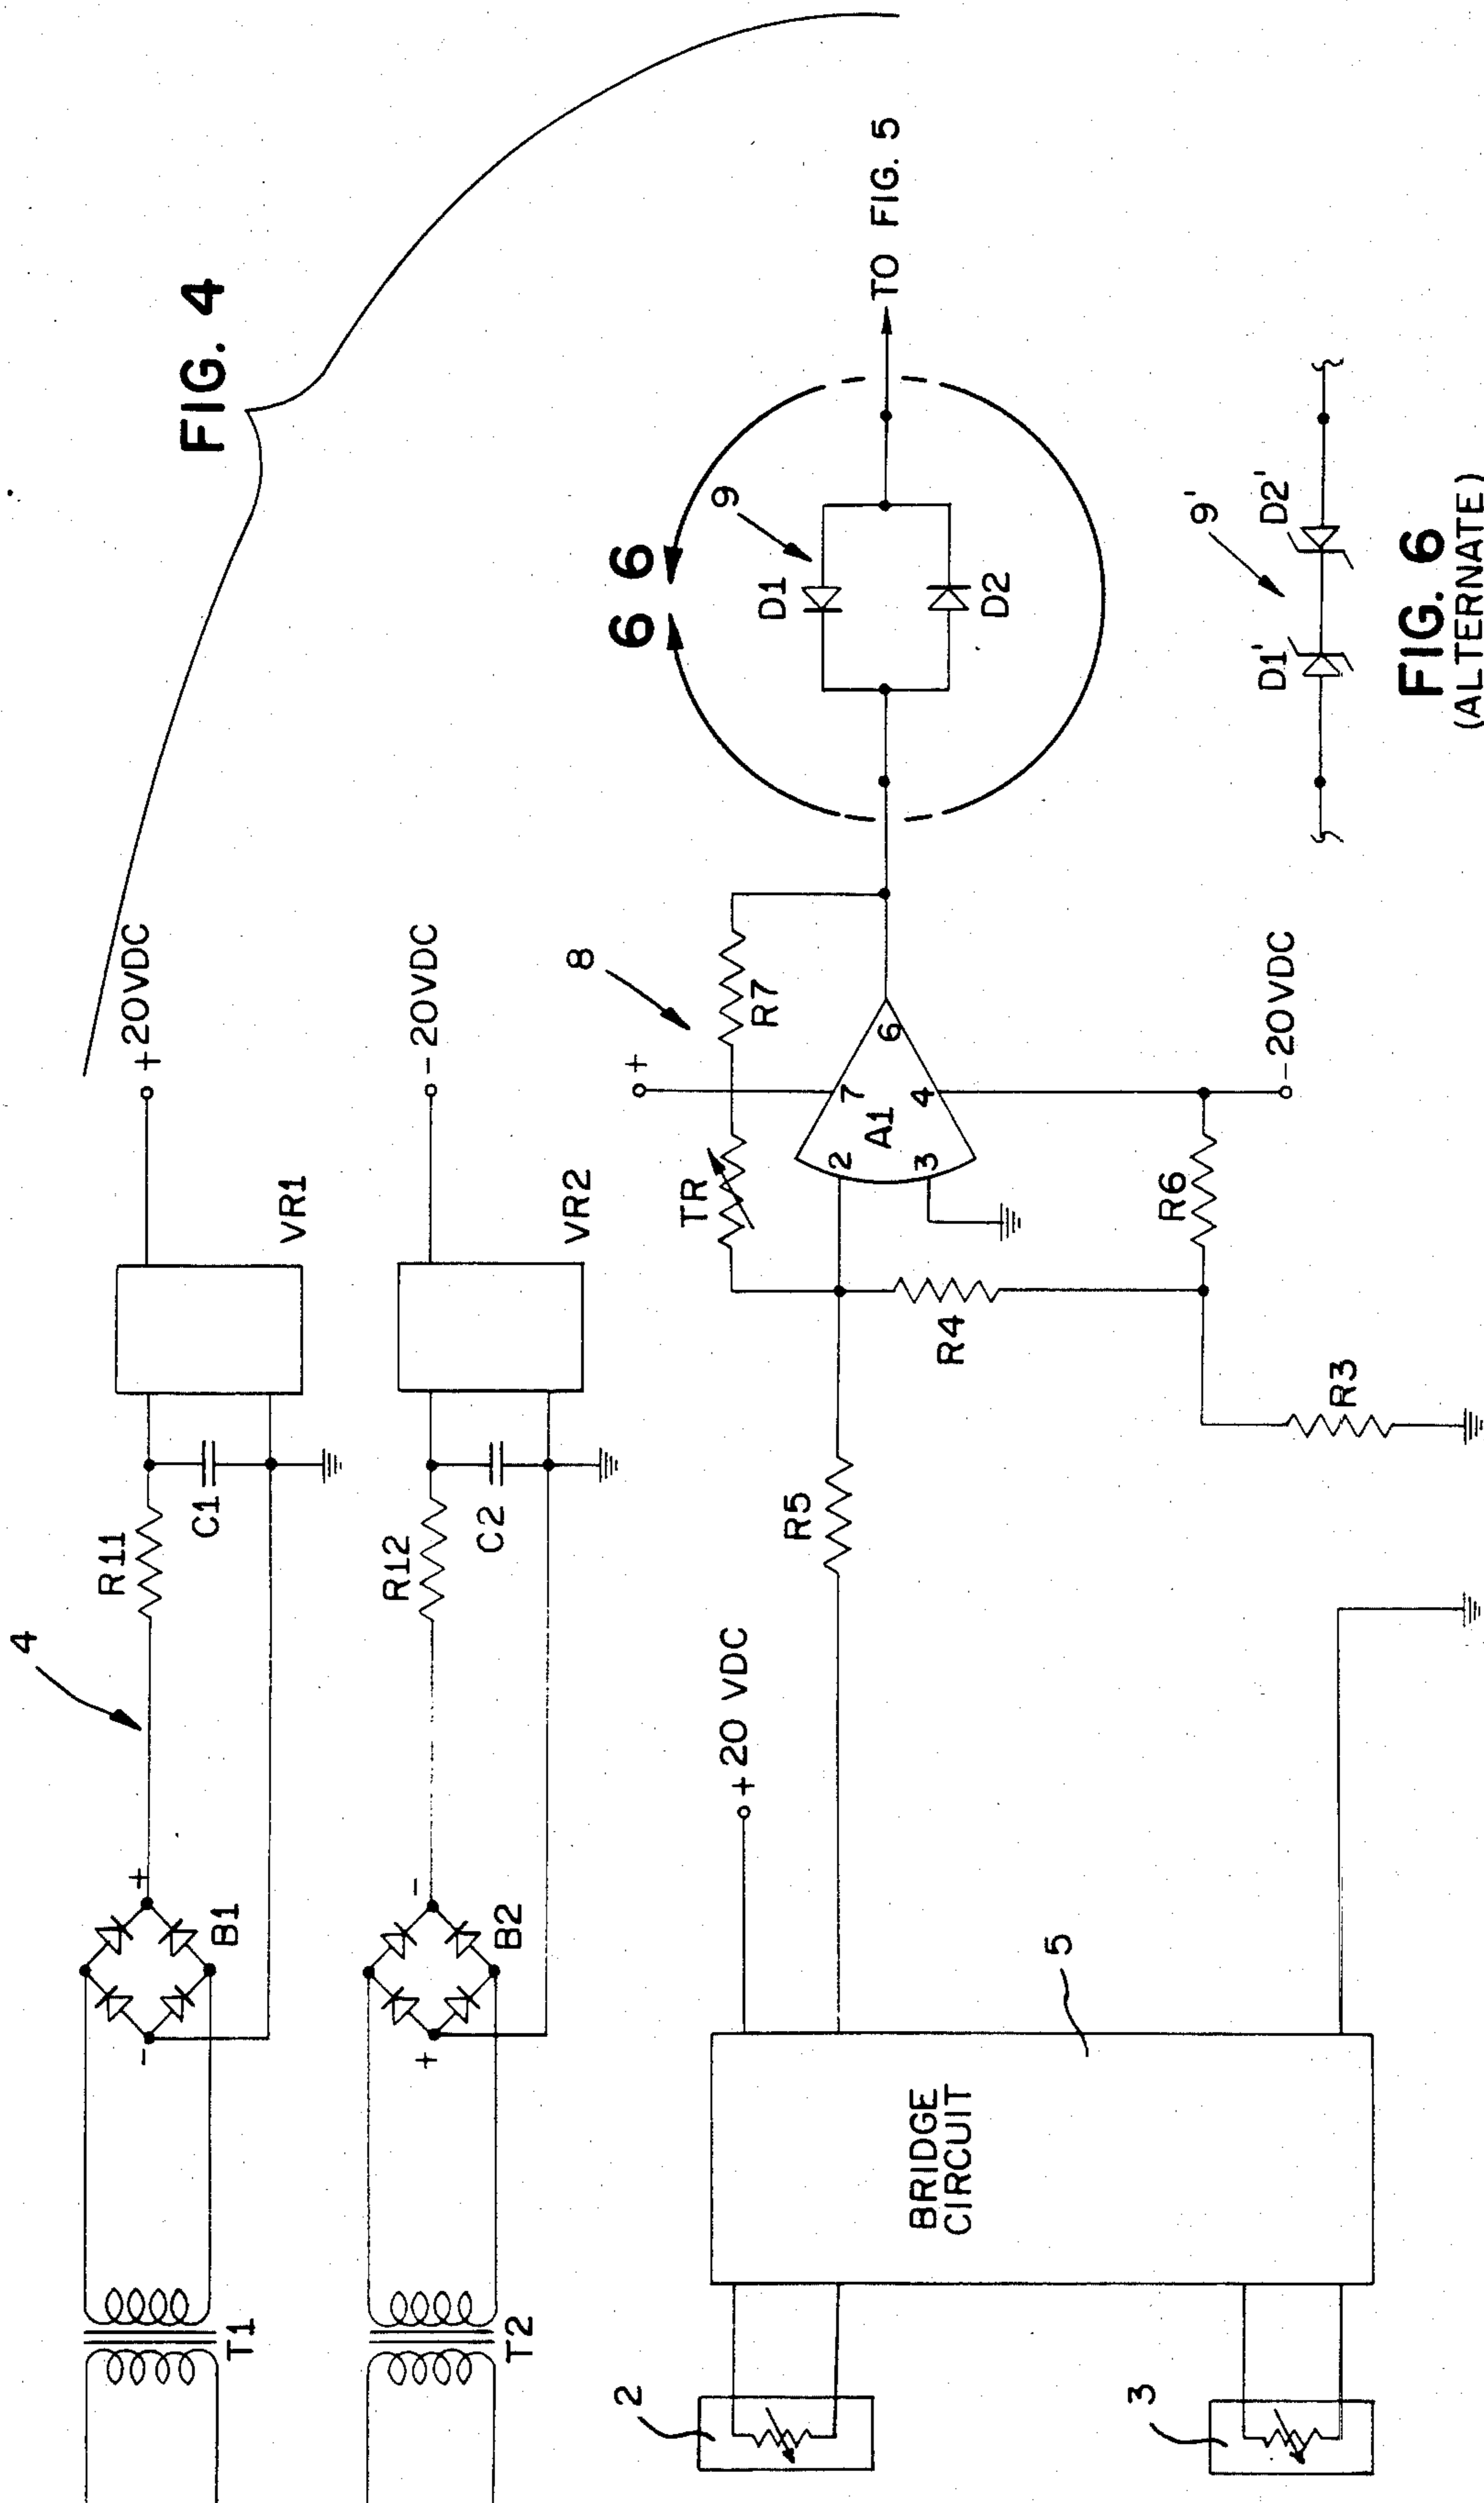 FIG. 4
4
T1
-
+
B1
R11
C1
VR1
+20VDC
T2
+
-
B2
R12
C2
VR2
-20VDC
2
3
BRIDGE
CIRCUIT
5
+20 VDC
R5
R4
R3
R6
-20VDC
TR
R7
8
+
2
3
A1
7
4
6
6 6
9
D1
D2
TO FIG. 5
9'
D1'
D2'
FIG. 6
(ALTERNATE)